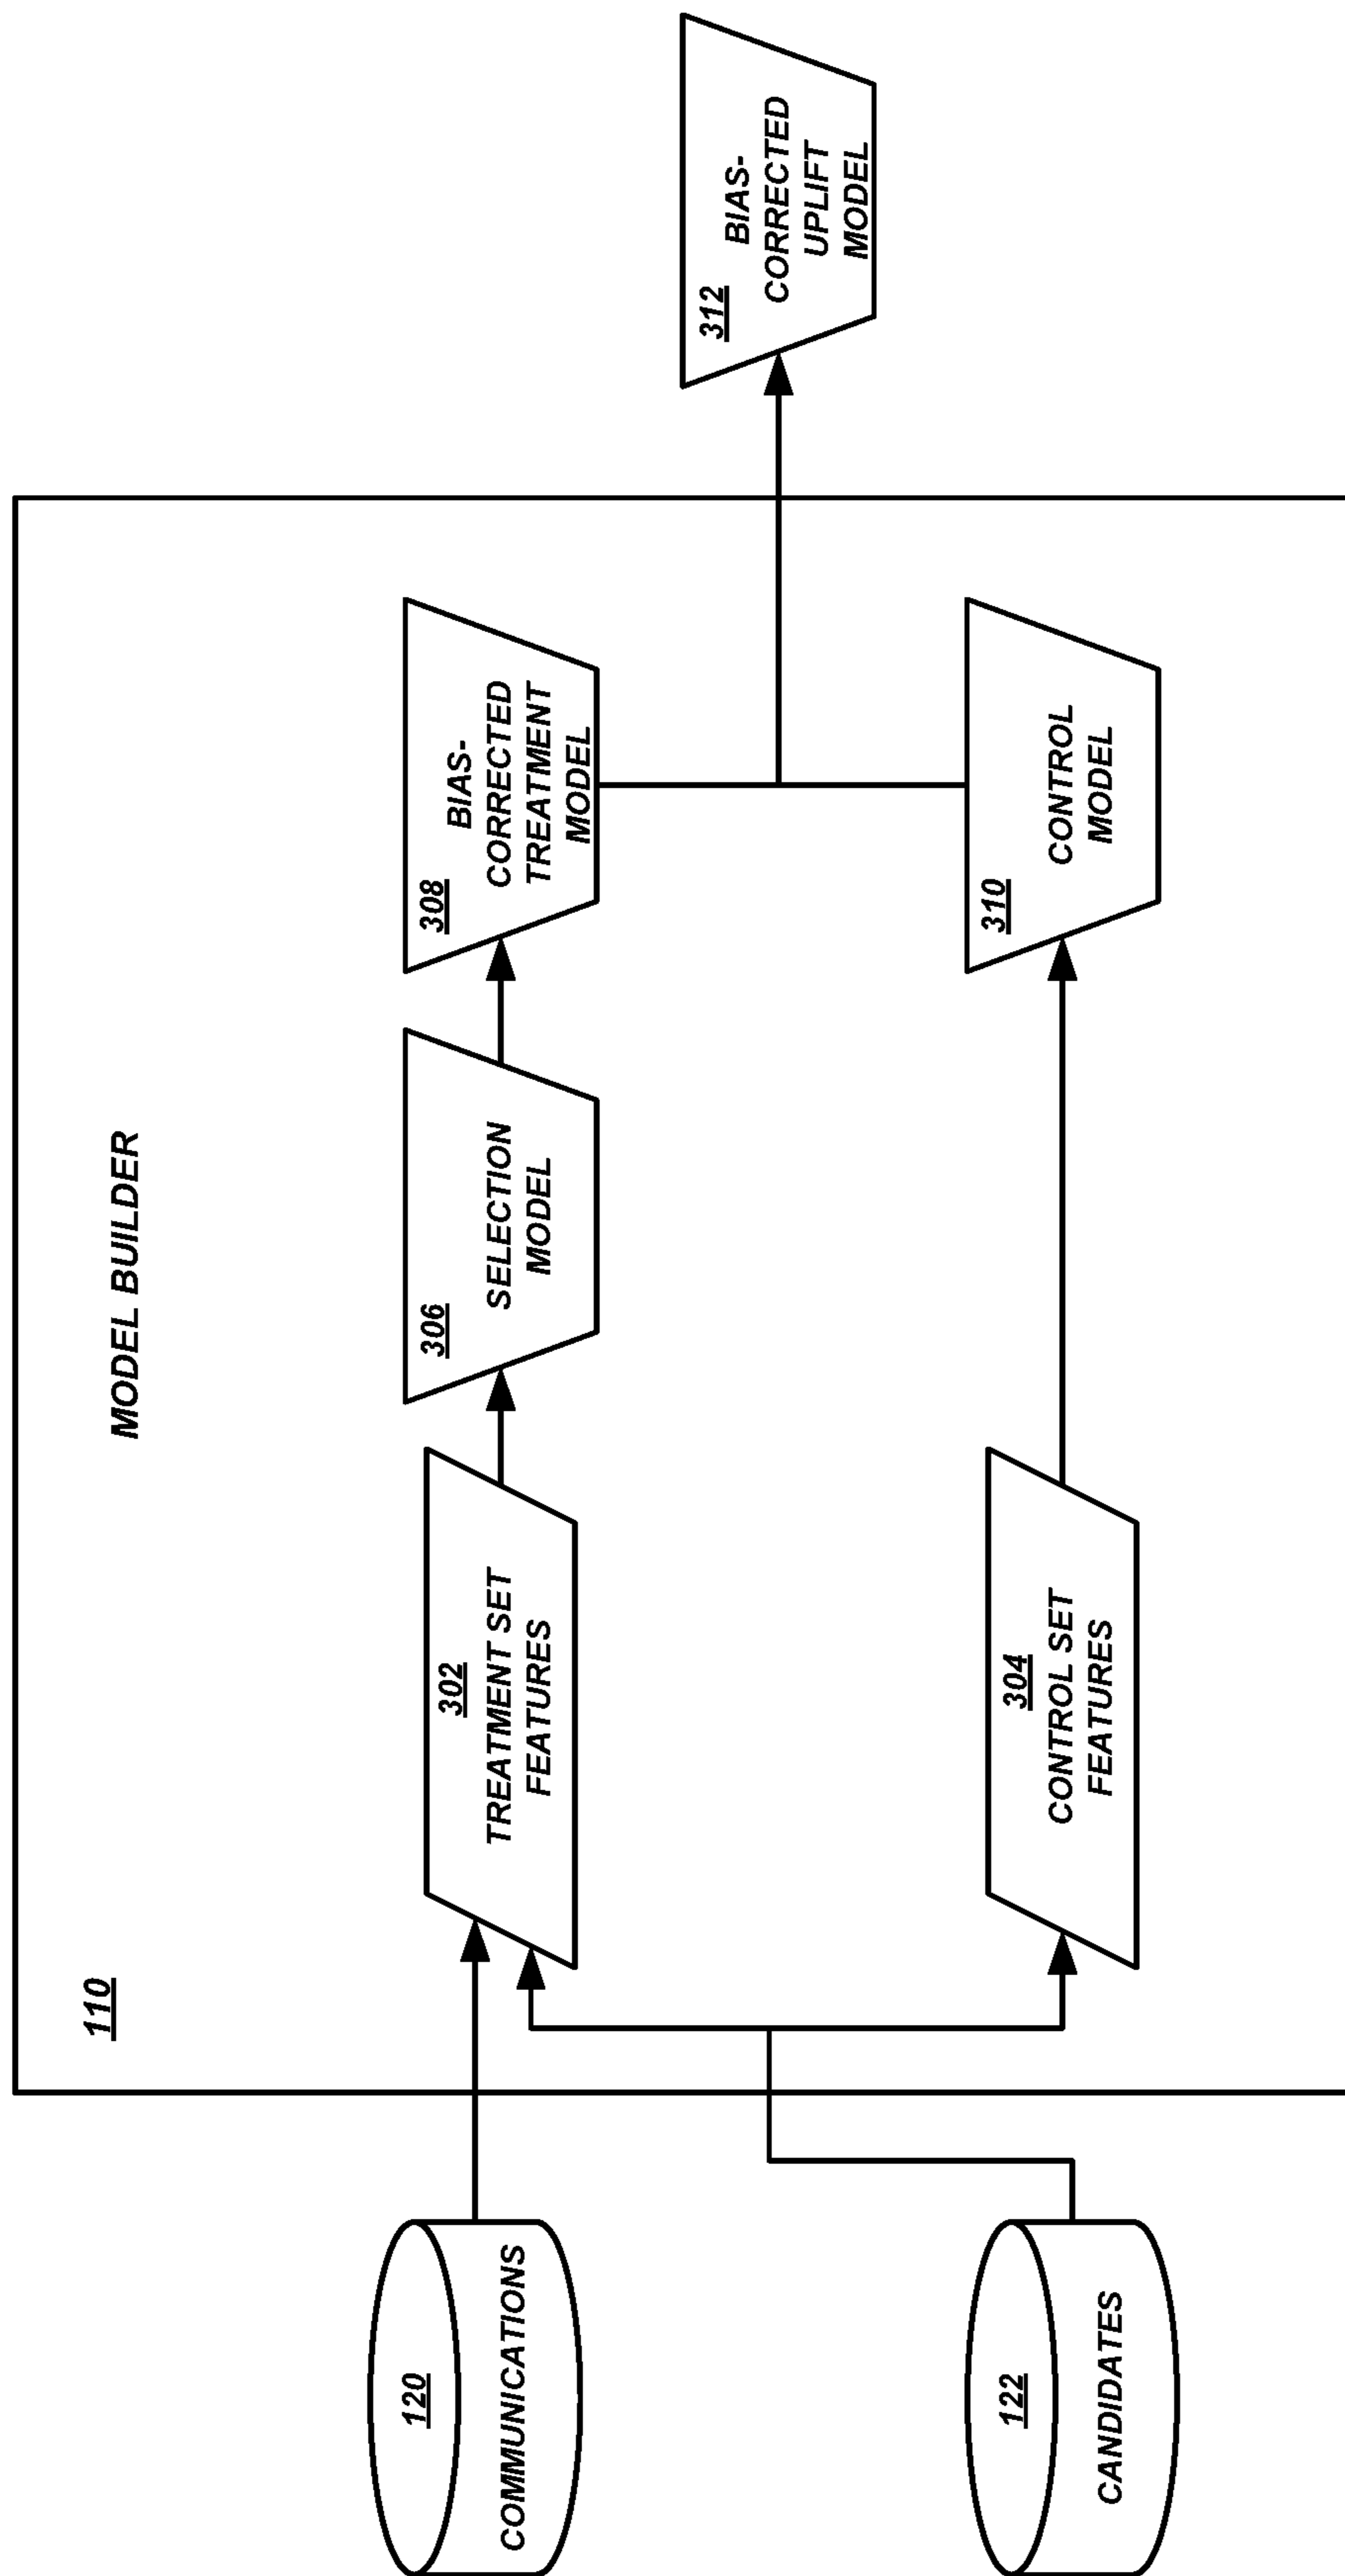 110
MODEL BUILDER
120
COMMUNICATIONS
302
TREATMENT SET
FEATURES
306
SELECTION
MODEL
308
BIAS-
CORRECTED
TREATMENT
MODEL
312
BIAS-
CORRECTED
UPLIFT
MODEL
122
CANDIDATES
304
CONTROL SET
FEATURES
310
CONTROL
MODEL